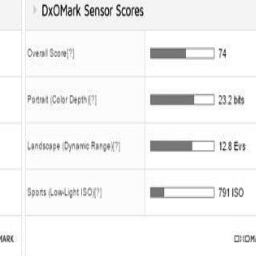 DxOMark Sensor Scores
Overall Score[?] 74
Portrait (Color Depth)[?] 23.2 bits
Landscape (Dynamic Range)[?] 12.8 Evs
Sports (Low-Light ISO)[?] 791 ISO
MARK DXOM